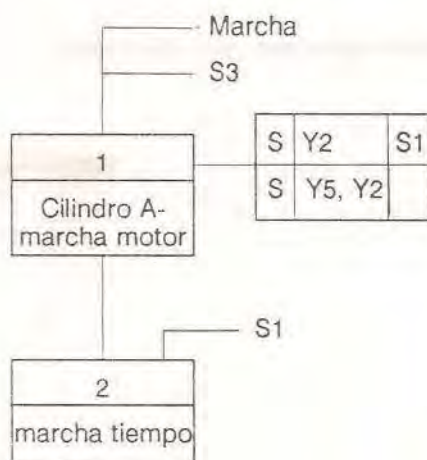 Marcha
S3
1
Cilindro A-
marcha motor
S Y2 S1
S Y5, Y2
S1
2
marcha tiempo